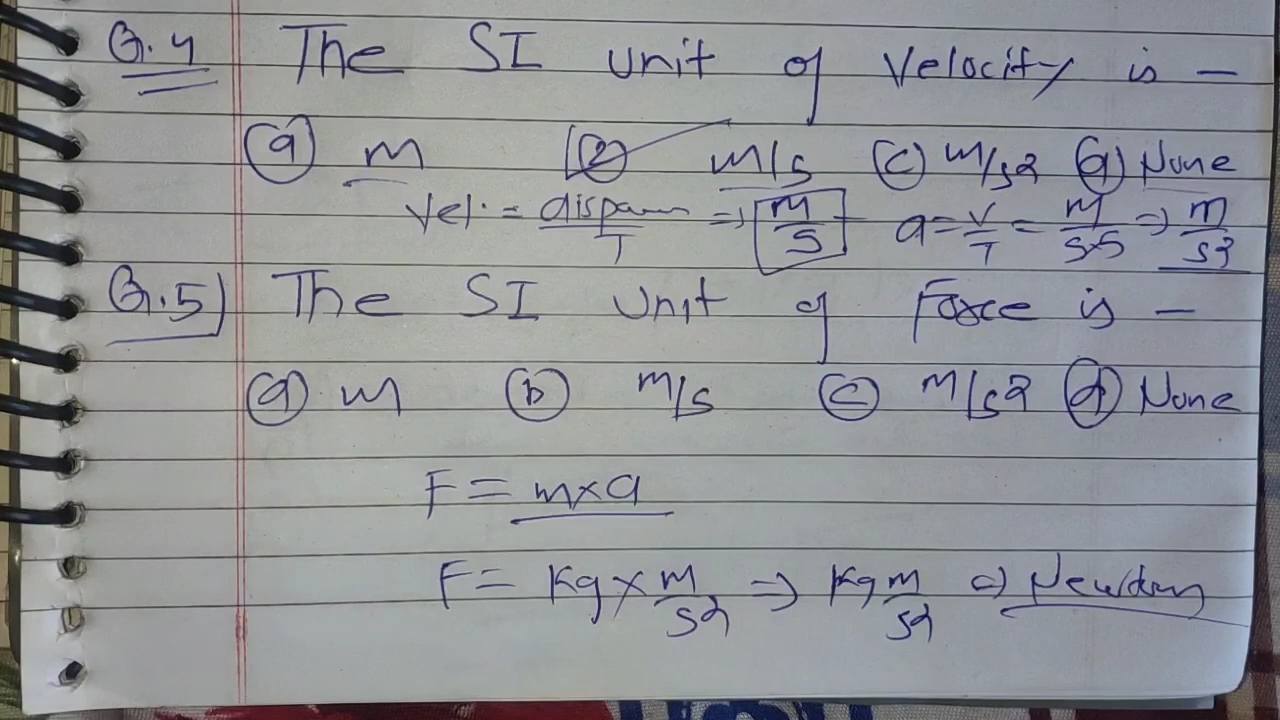 Q.4 The SI unit of Velocity is —
(a) m (b) m/s (c) m/s2 (d) None
Vel. = T ⇒ m/s a = v/T = m/s×s ⇒ m/s2
Q.5) The SI Unit of Force is —
(a) m (b) m/s (c) m/s2 (d) None
F = m×a
F = Kg × m/s2 ⇒ Kg m/s2 ⇒ Newton